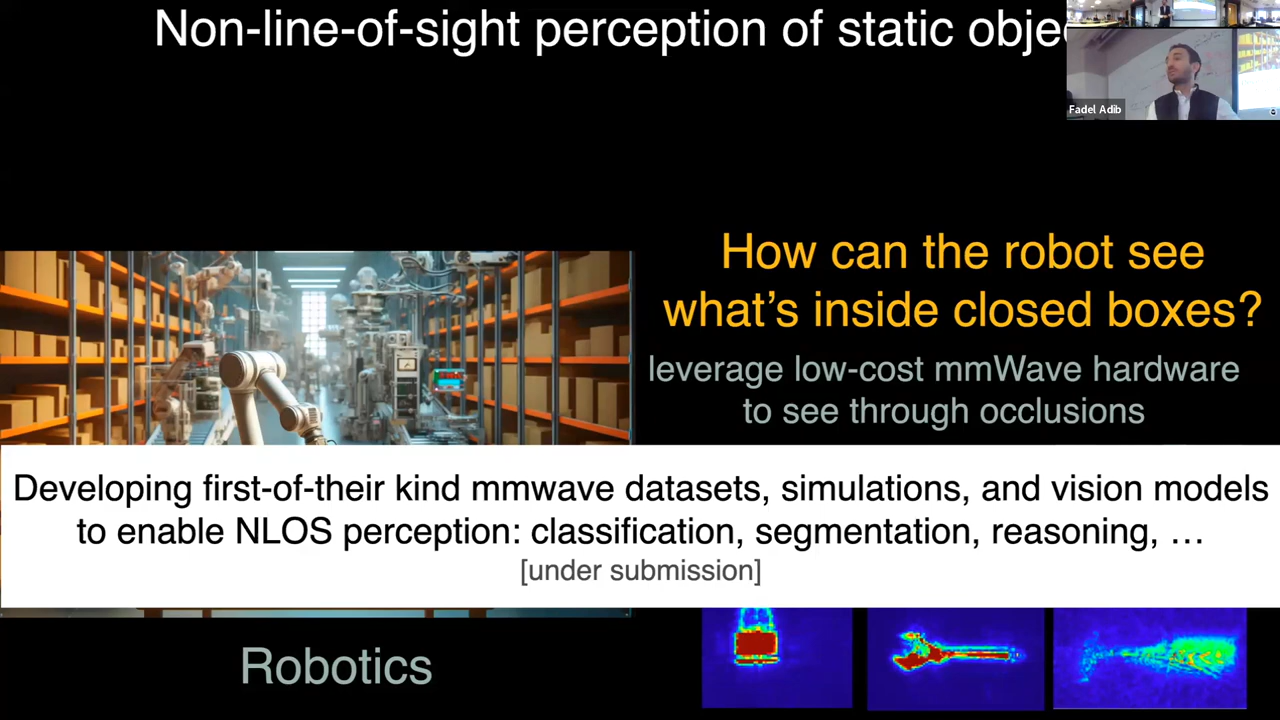 Non-line-of-sight perception of static obje
Fadel Adib
How can the robot see
what's inside closed boxes?
leverage low-cost mmWave hardware
to see through occlusions
Developing first-of-their kind mmwave datasets, simulations, and vision models
to enable NLOS perception: classification, segmentation, reasoning, …
[under submission]
Robotics